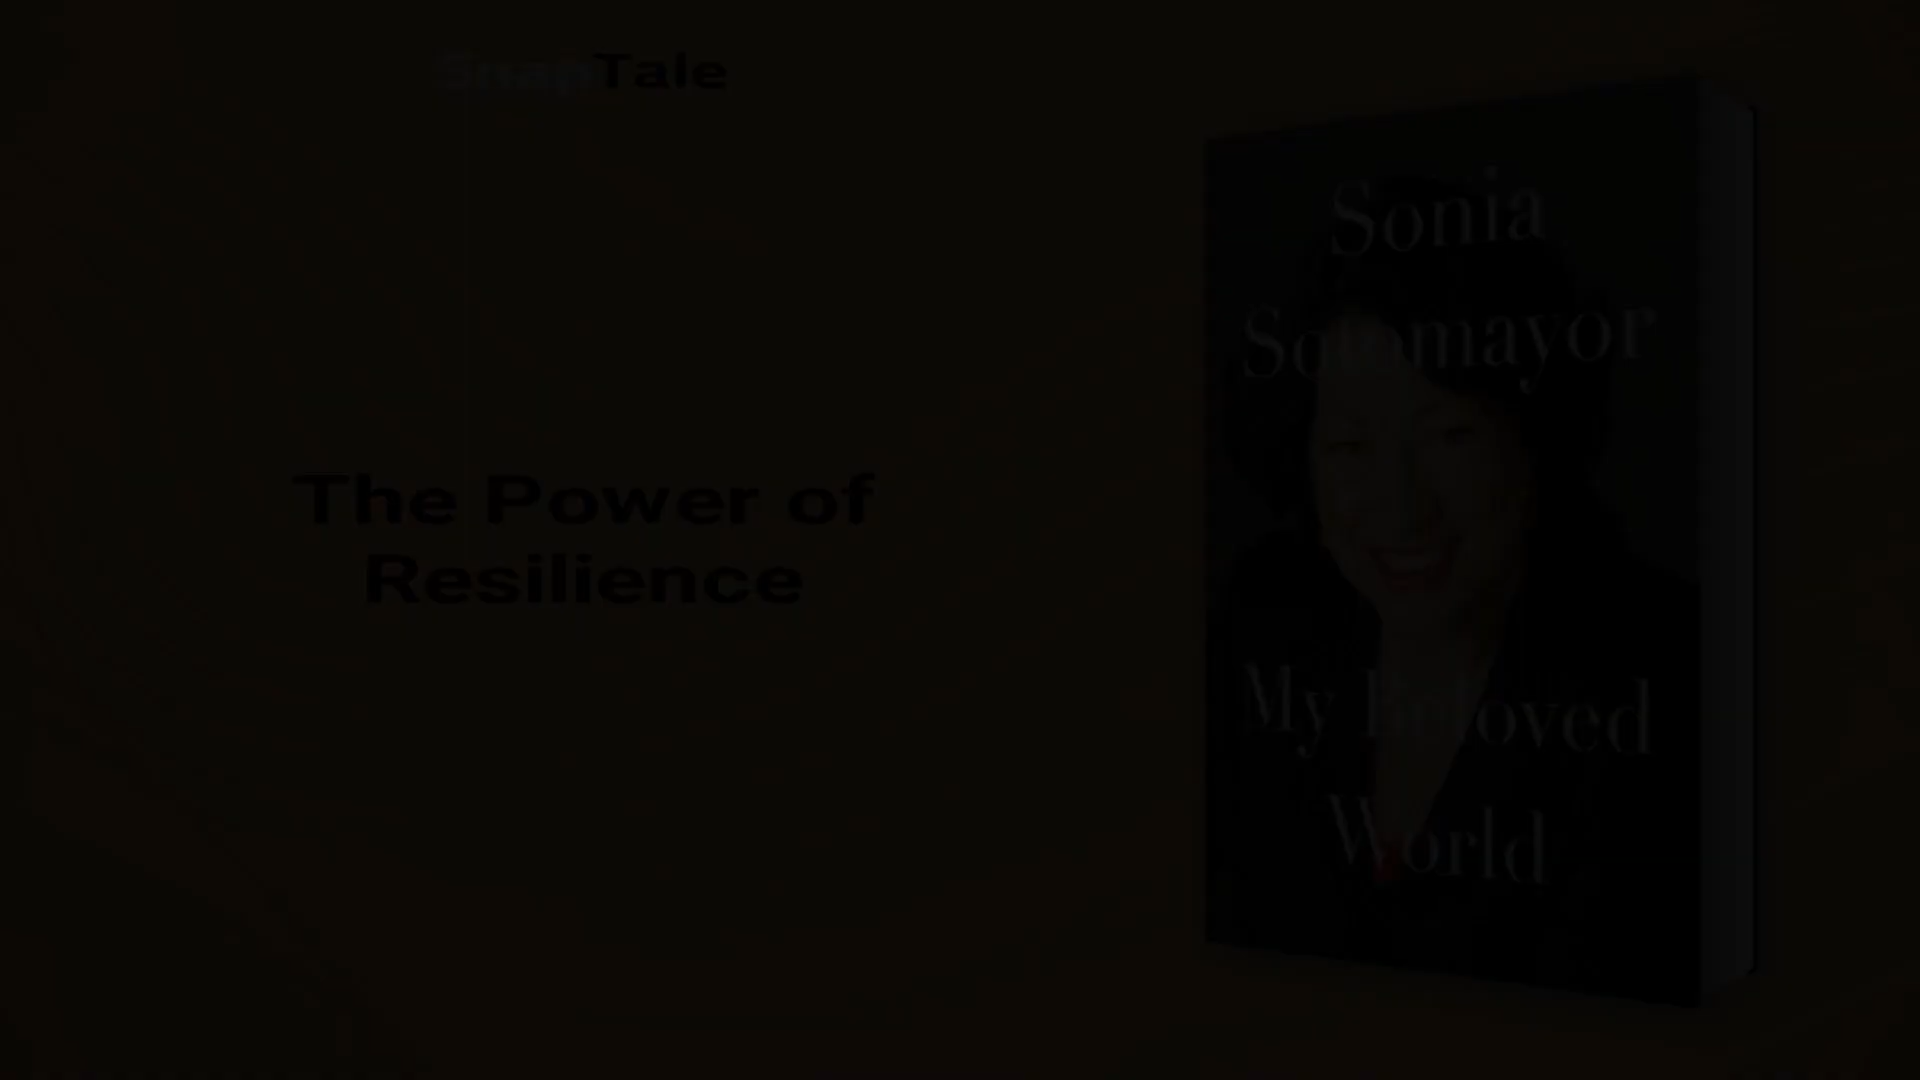 SnapTale
The Power of
Resilience
Sonia
Sotomayor
My Beloved
World